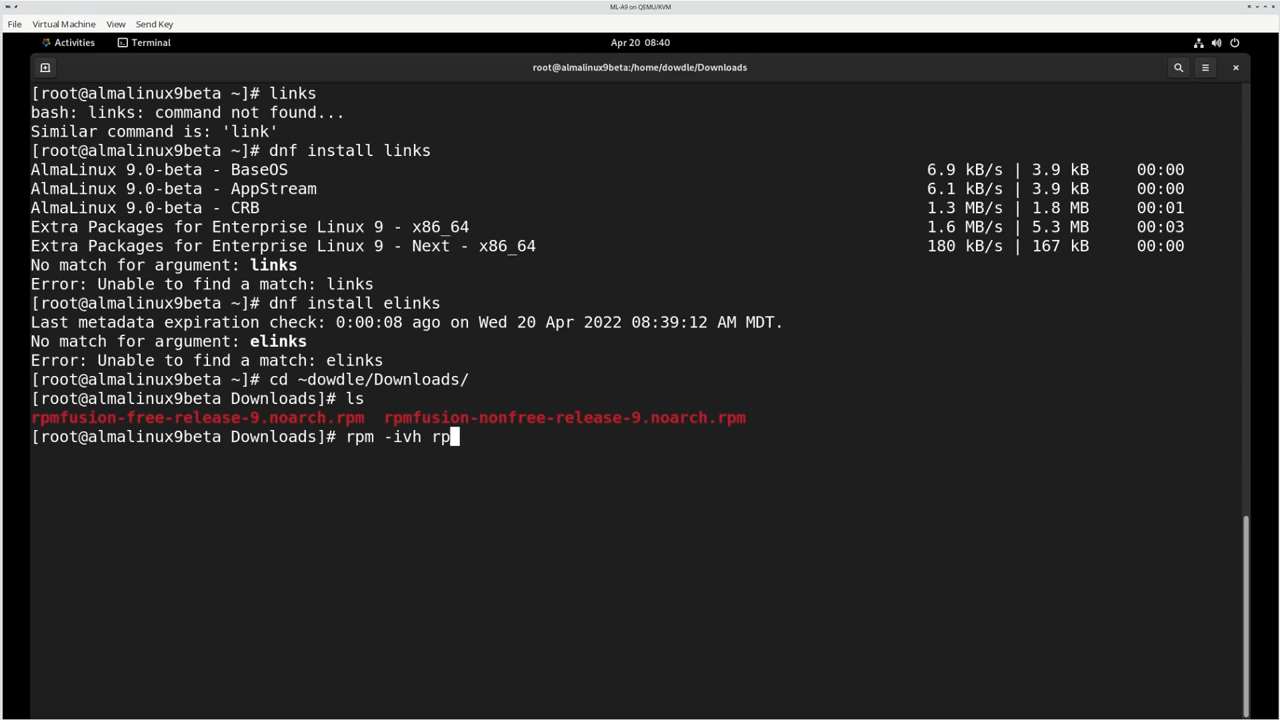 ML-A9 on QEMU/KVM
File Virtual Machine View Send Key
Activities Terminal Apr 20 08:40
root@almalinux9beta:/home/dowdle/Downloads
[root@almalinux9beta ~]# links
bash: links: command not found...
Similar command is: 'link'
[root@almalinux9beta ~]# dnf install links
AlmaLinux 9.0-beta - BaseOS 6.9 kB/s | 3.9 kB 00:00
AlmaLinux 9.0-beta - AppStream 6.1 kB/s | 3.9 kB 00:00
AlmaLinux 9.0-beta - CRB 1.3 MB/s | 1.8 MB 00:01
Extra Packages for Enterprise Linux 9 - x86_64 1.6 MB/s | 5.3 MB 00:03
Extra Packages for Enterprise Linux 9 - Next - x86_64 180 kB/s | 167 kB 00:00
No match for argument: links
Error: Unable to find a match: links
[root@almalinux9beta ~]# dnf install elinks
Last metadata expiration check: 0:00:08 ago on Wed 20 Apr 2022 08:39:12 AM MDT.
No match for argument: elinks
Error: Unable to find a match: elinks
[root@almalinux9beta ~]# cd ~dowdle/Downloads/
[root@almalinux9beta Downloads]# ls
rpmfusion-free-release-9.noarch.rpm rpmfusion-nonfree-release-9.noarch.rpm
[root@almalinux9beta Downloads]# rpm -ivh rp